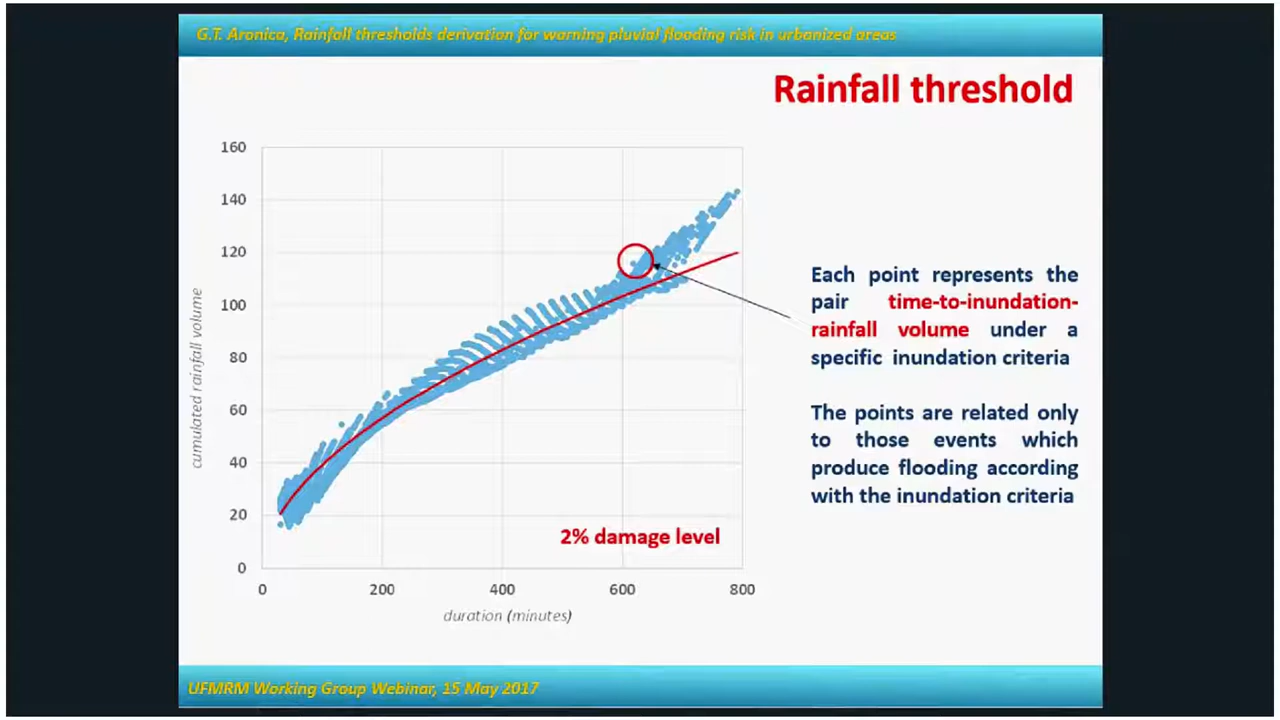 G.T. Aronica, Rainfall thresholds derivation for warning pluvial flooding risk in urbanized areas
Rainfall threshold
160
140
120
100
80
60
40
20
0
0 200 400 600 800
cumulated rainfall volume
duration (minutes)
2% damage level
Each point represents the
pair time-to-inundation-
rainfall volume under a
specific inundation criteria
The points are related only
to those events which
produce flooding according
with the inundation criteria
UFMRM Working Group Webinar, 15 May 2017